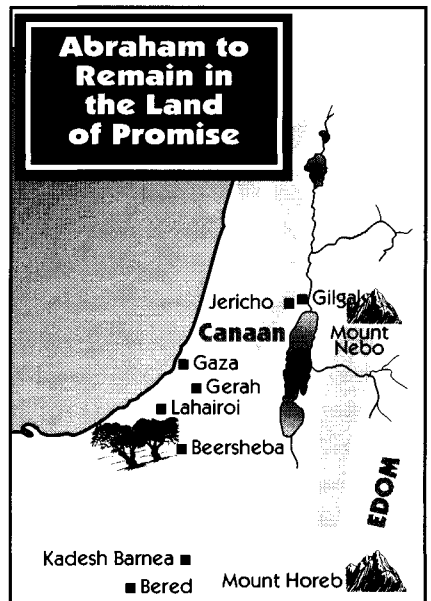 Abraham to
Remain in
the Land
of Promise
Jericho
Gilgal
Canaan
Mount
Nebo
Gaza
Gerah
Lahairoi
Beersheba
EDOM
Kadesh Barnea
Bered
Mount Horeb